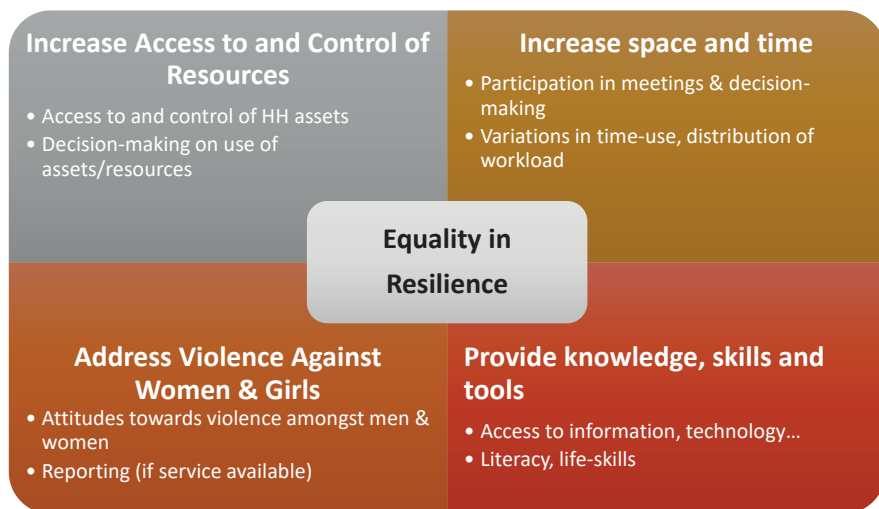 Increase Access to and Control of
Resources
• Access to and control of HH assets
• Decision-making on use of
assets/resources
Increase space and time
• Participation in meetings & decision-
making
• Variations in time-use, distribution of
workload
Equality in
Resilience
Address Violence Against
Women & Girls
• Attitudes towards violence amongst men &
women
• Reporting (if service available)
Provide knowledge, skills and
tools
• Access to information, technology…
• Literacy, life-skills